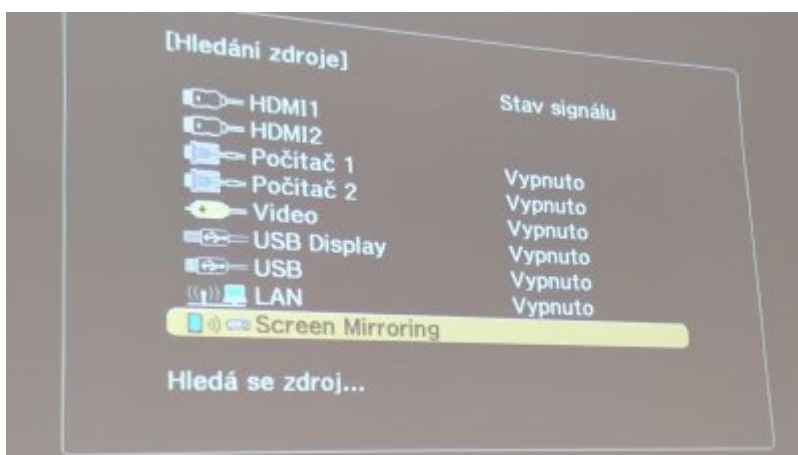 [Hledání zdroje]
Stav signálu
HDMI1
HDMI2
Počítač 1 Vypnuto
Počítač 2 Vypnuto
Video Vypnuto
USB Display Vypnuto
USB Vypnuto
LAN Vypnuto
Screen Mirroring
Hledá se zdroj...